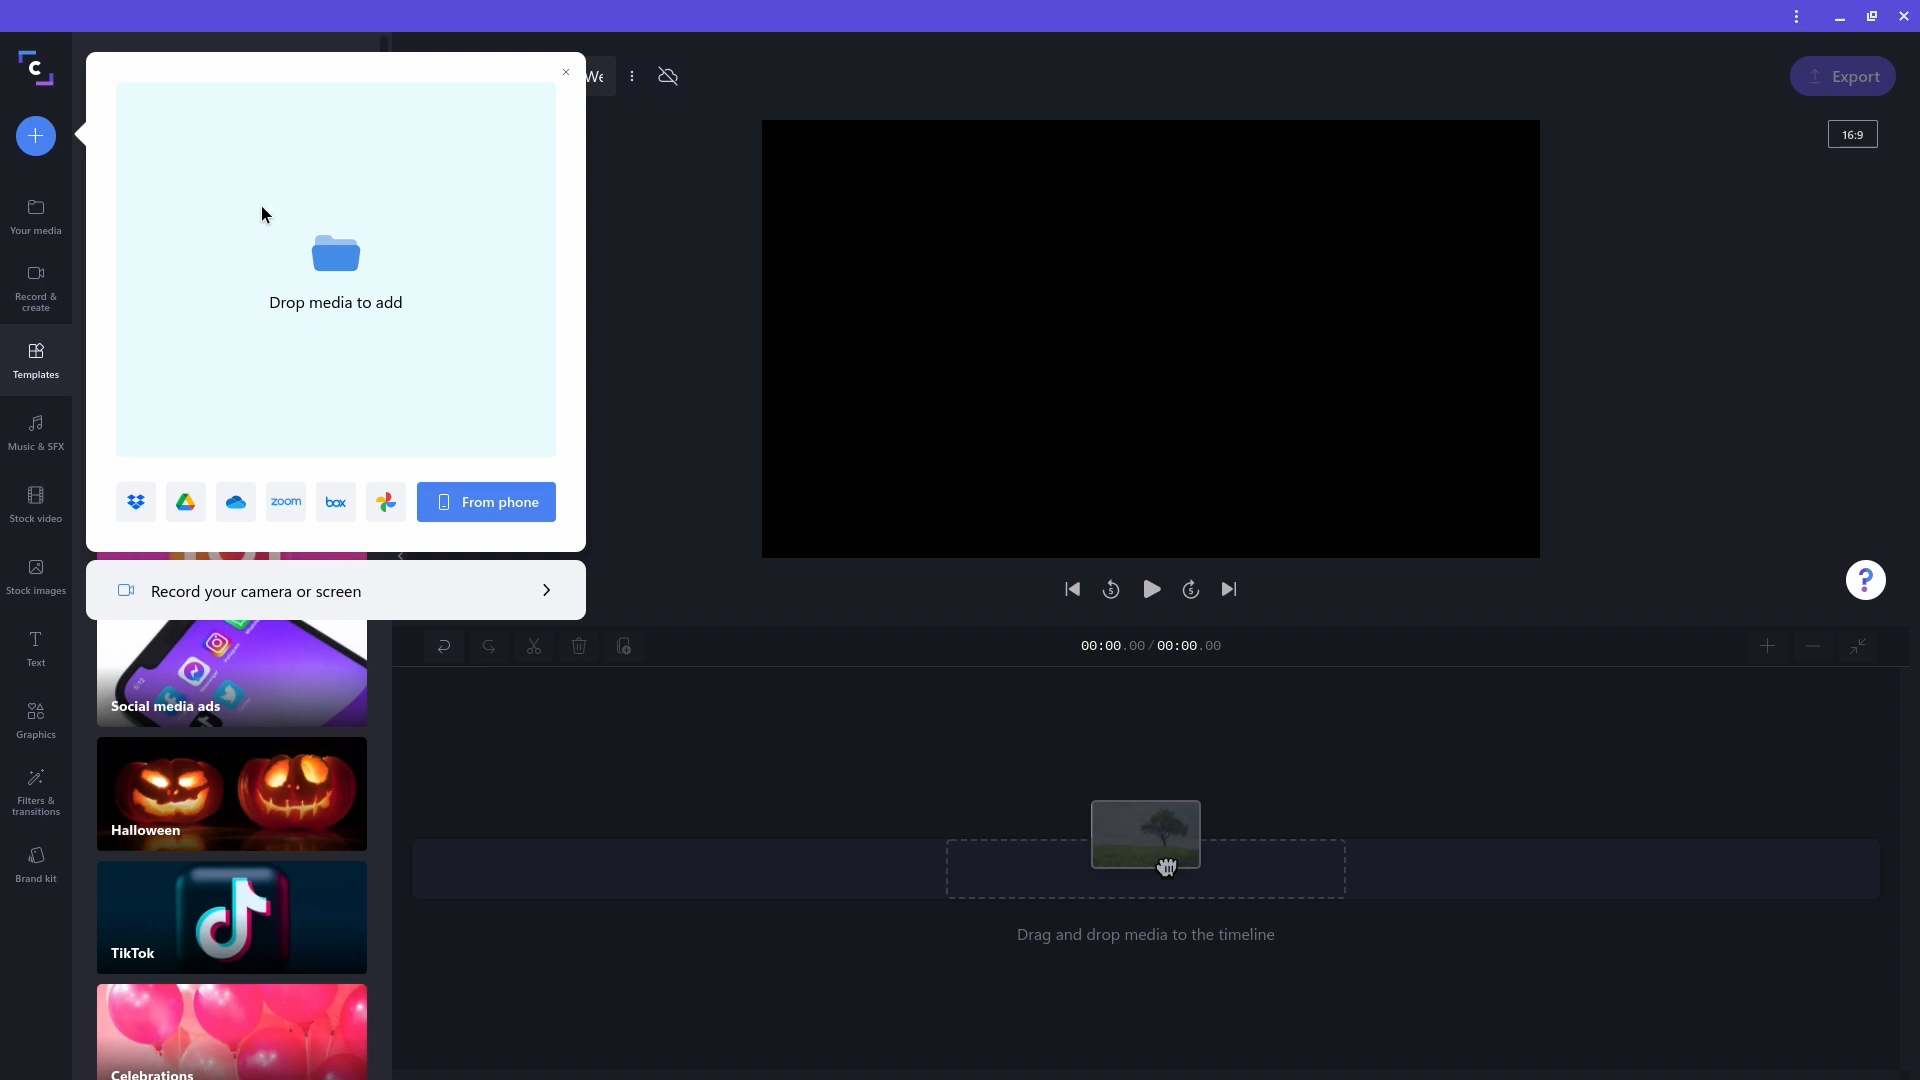 C
We
Export
16:9
Your media
Record &
create
Templates
Music & SFX
Stock video
Stock images
Text
Graphics
Filters &
transitions
Brand kit
Drop media to add
zoom
box
From phone
Record your camera or screen
Social media ads
Halloween
TikTok
Celebrations
5
5
?
00:00.00/00:00.00
Drag and drop media to the timeline